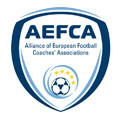 AEFCA
Alliance of European Football
Coaches' Associations